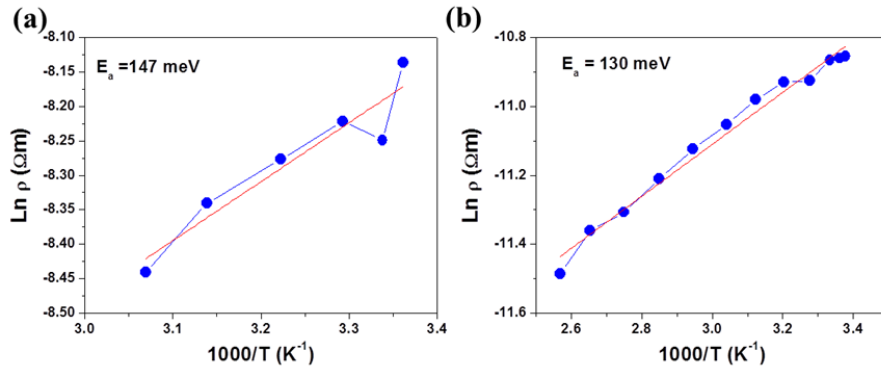 (a)
E_a =147 meV
Ln ρ (Ωm)
-8.10
-8.15
-8.20
-8.25
-8.30
-8.35
-8.40
-8.45
-8.50
3.0 3.1 3.2 3.3 3.4
1000/T (K⁻¹)
(b)
E_a = 130 meV
Ln ρ (Ωm)
-10.8
-11.0
-11.2
-11.4
-11.6
2.6 2.8 3.0 3.2 3.4
1000/T (K⁻¹)